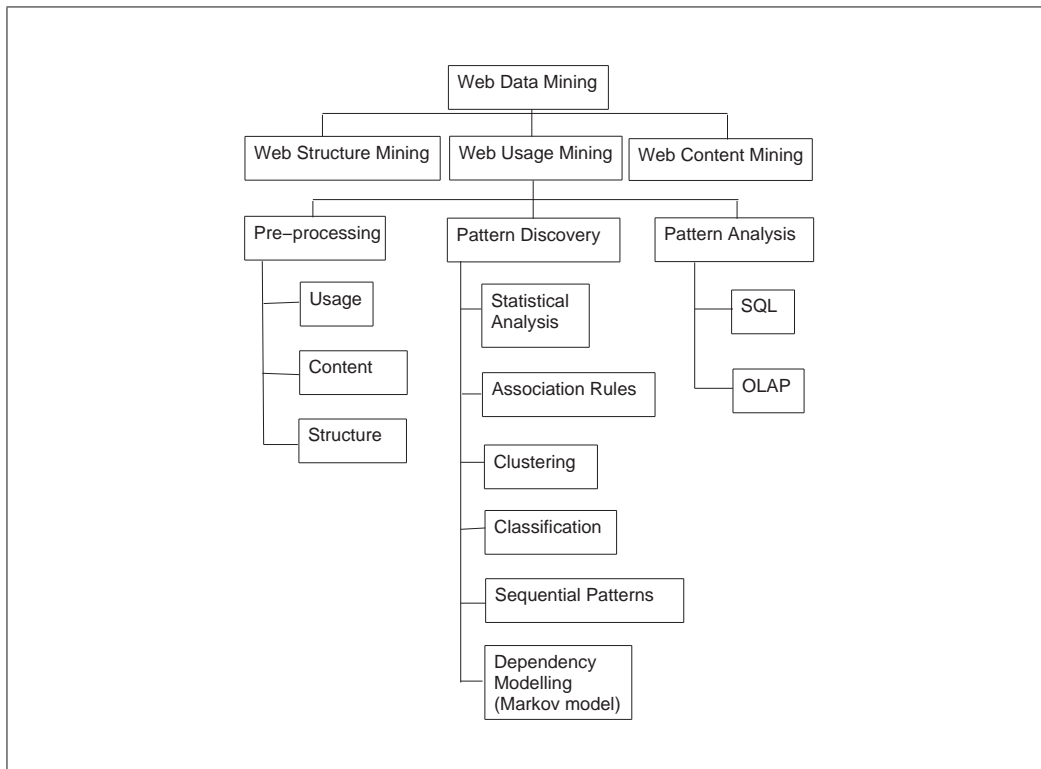 Web Data Mining
Web Structure Mining
Web Usage Mining
Web Content Mining
Pre−processing
Pattern Discovery
Pattern Analysis
Usage
Content
Structure
Statistical
Analysis
Association Rules
Clustering
Classification
Sequential Patterns
Dependency
Modelling
(Markov model)
SQL
OLAP